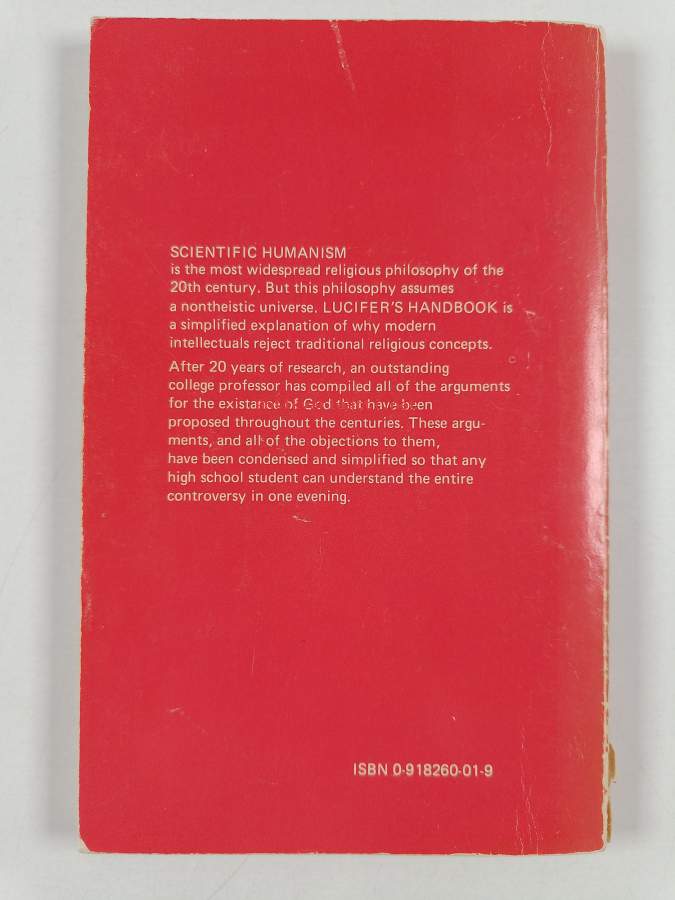 SCIENTIFIC HUMANISM
is the most widespread religious philosophy of the
20th century. But this philosophy assumes
a nontheistic universe. LUCIFER'S HANDBOOK is
a simplified explanation of why modern
intellectuals reject traditional religious concepts.
After 20 years of research, an outstanding
college professor has compiled all of the arguments
for the existance of God that have been
proposed throughout the centuries. These argu-
ments, and all of the objections to them,
have been condensed and simplified so that any
high school student can understand the entire
controversy in one evening.
ISBN 0-918260-01-9